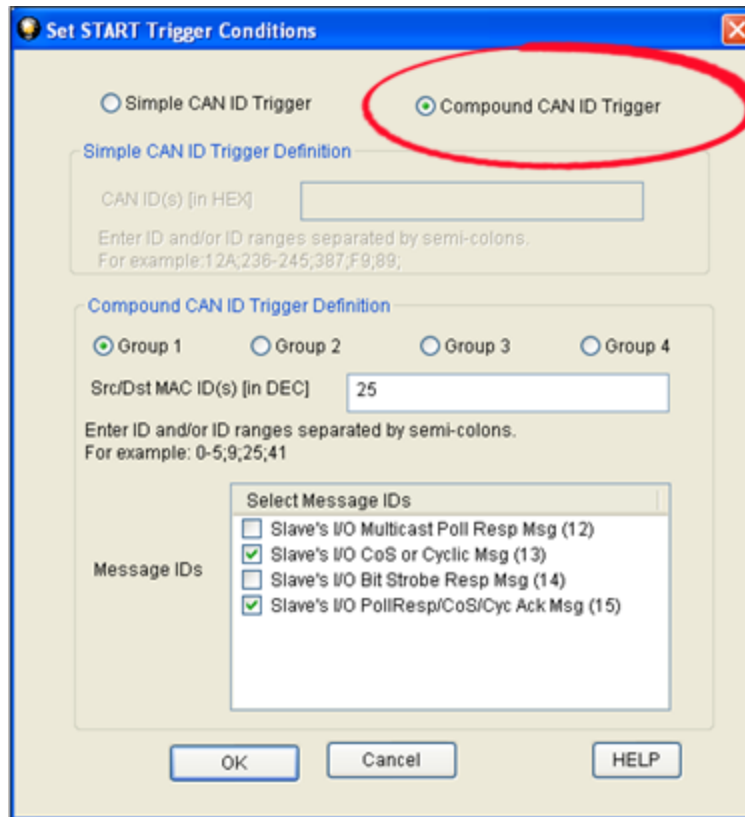 Set START Trigger Conditions
Simple CAN ID Trigger
Compound CAN ID Trigger
Simple CAN ID Trigger Definition
CAN ID(s) [in HEX]
Enter ID and/or ID ranges separated by semi-colons.
For example:12A;236-245;387;F9;89;
Compound CAN ID Trigger Definition
Group 1
Group 2
Group 3
Group 4
Src/Dst MAC ID(s) [in DEC]
25
Enter ID and/or ID ranges separated by semi-colons.
For example: 0-5;9;25;41
Select Message IDs
Slave's I/O Multicast Poll Resp Msg (12)
Slave's I/O CoS or Cyclic Msg (13)
Message IDs
Slave's I/O Bit Strobe Resp Msg (14)
Slave's I/O PollResp/CoS/Cyc Ack Msg (15)
OK
Cancel
HELP